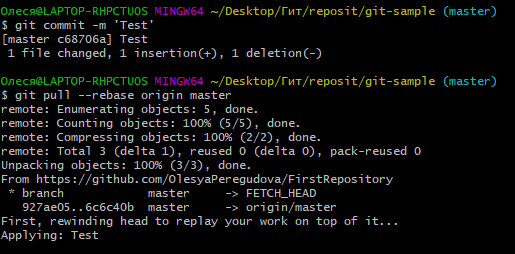 Олеся@LAPTOP-RHPCTUOS MINGW64 ~/Desktop/Гит/reposit/git-sample (master)
$ git commit -m 'Test'
[master c68706a] Test
1 file changed, 1 insertion(+), 1 deletion(-)
Олеся@LAPTOP-RHPCTUOS MINGW64 ~/Desktop/Гит/reposit/git-sample (master)
$ git pull --rebase origin master
remote: Enumerating objects: 5, done.
remote: Counting objects: 100% (5/5), done.
remote: Compressing objects: 100% (2/2), done.
remote: Total 3 (delta 1), reused 0 (delta 0), pack-reused 0
Unpacking objects: 100% (3/3), done.
From https://github.com/OlesyaPeregudova/FirstRepository
* branch master -> FETCH_HEAD
927ae05..6c6c40b master -> origin/master
First, rewinding head to replay your work on top of it...
Applying: Test